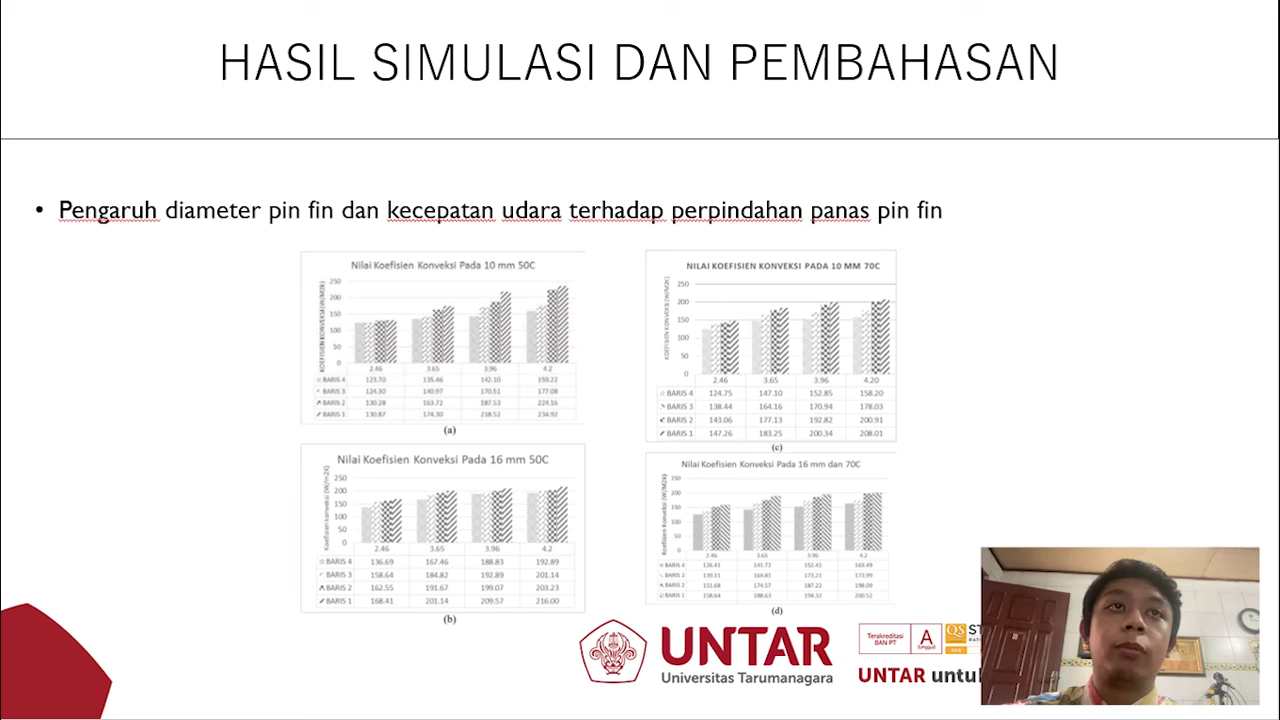 HASIL SIMULASI DAN PEMBAHASAN
• Pengaruh diameter pin fin dan kecepatan udara terhadap perpindahan panas pin fin
Nilai Koefisien Konveksi Pada 10 mm 50C
KOEFISIEN KONVEKSI (W/M2K)
250
200
150
100
50
0
2.46 3.65 3.96 4.2
BARIS 4 123.70 135.46 142.10 159.22
BARIS 3 124.30 140.97 170.51 177.08
BARIS 2 130.28 163.72 187.53 224.16
BARIS 1 130.87 174.30 218.52 234.92
(a)
Nilai Koefisien Konveksi Pada 16 mm 50C
Koefisien konveksi (W/m2K)
250
200
150
100
50
0
2.46 3.65 3.96 4.2
BARIS 4 136.69 167.46 188.83 192.89
BARIS 3 158.64 184.82 192.89 201.14
BARIS 2 162.55 191.67 199.07 203.23
BARIS 1 168.41 201.14 209.57 216.00
(b)
NILAI KOEFISIEN KONVEKSI PADA 10 MM 70C
KOEFISIEN KONVEKSI (W/M2K)
250
200
150
100
50
0
2.46 3.65 3.96 4.20
BARIS 4 124.75 147.10 152.85 158.20
BARIS 3 138.44 164.16 170.94 178.03
BARIS 2 143.06 177.13 192.82 200.91
BARIS 1 147.26 183.25 200.34 208.01
(c)
Nilai Koefisien Konveksi Pada 16 mm dan 70C
Koefisien Konveksi (W/M2k)
250
200
150
100
50
0
2.46 3.65 3.96 4.2
BARIS 4 126.41 141.72 152.41 163.49
139.11 164.81 173.21 173.99
BARIS 2 151.68 174.57 187.22 198.09
BARIS 1 158.64 188.63 194.32 200.52
(d)
UNTAR
Universitas Tarumanagara
Terakreditasi
BAN PT
A
QS
UNTAR